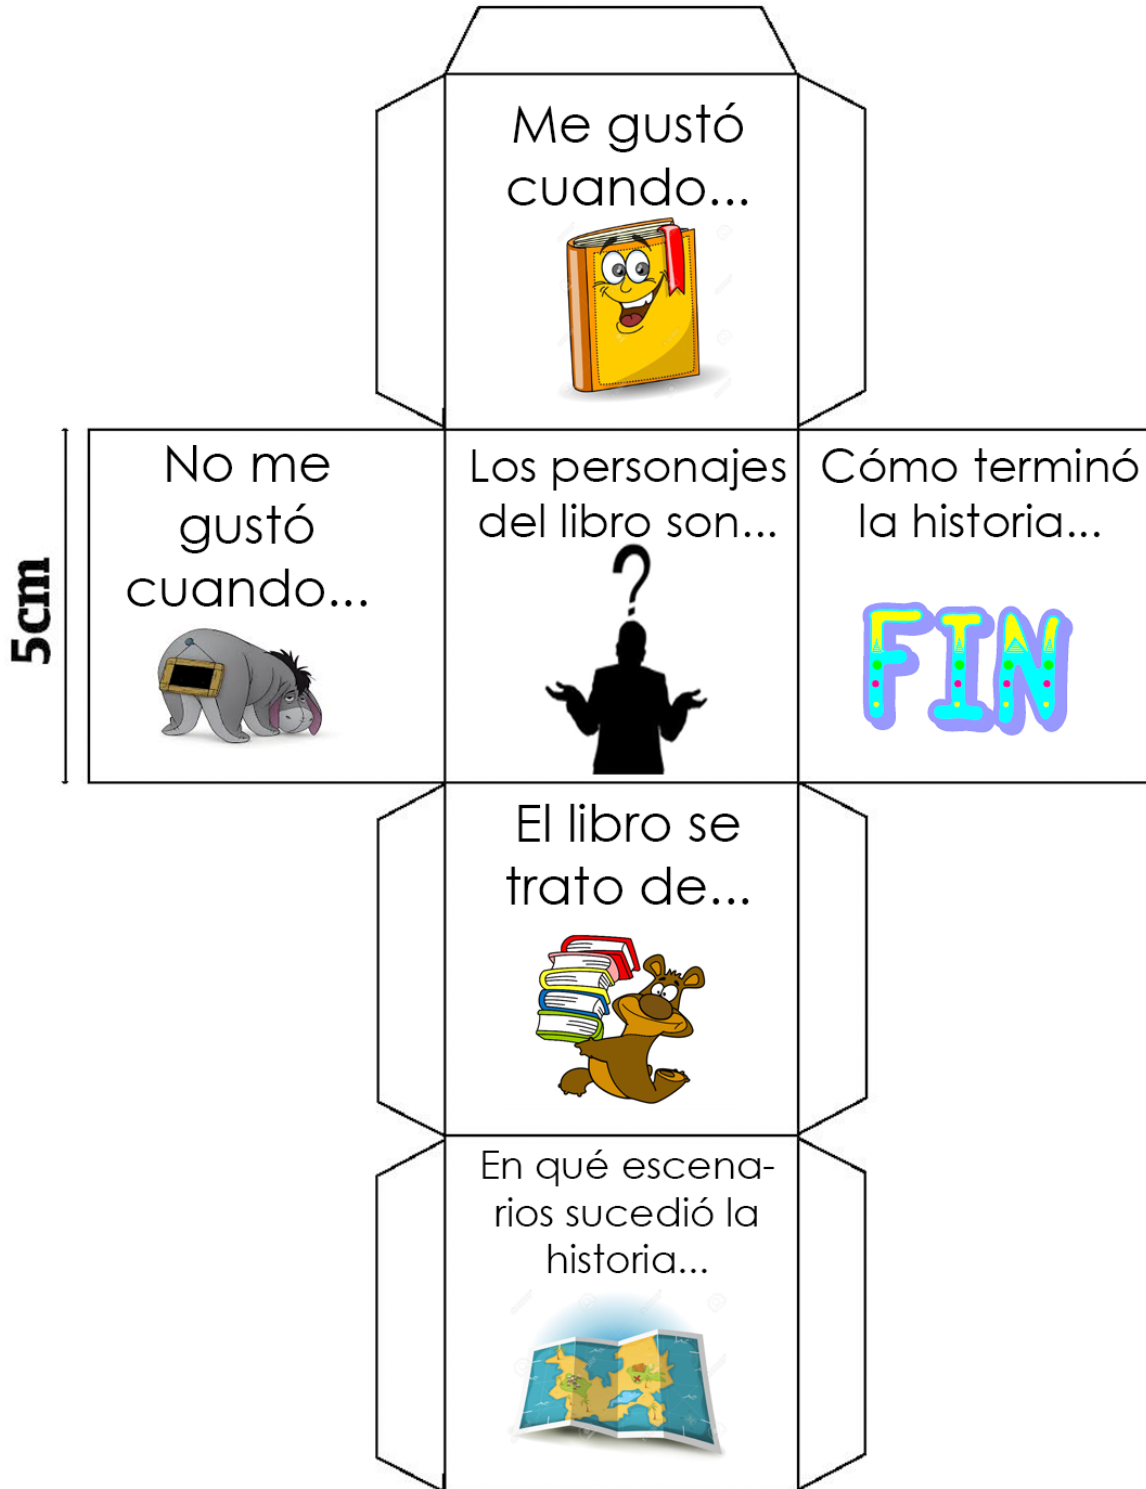 Me gustó
cuando...
No me
gustó
cuando...
Los personajes
del libro son...
?
Cómo terminó
la historia...
FIN
5cm
El libro se
trato de...
En qué escena-
rios sucedió la
historia...